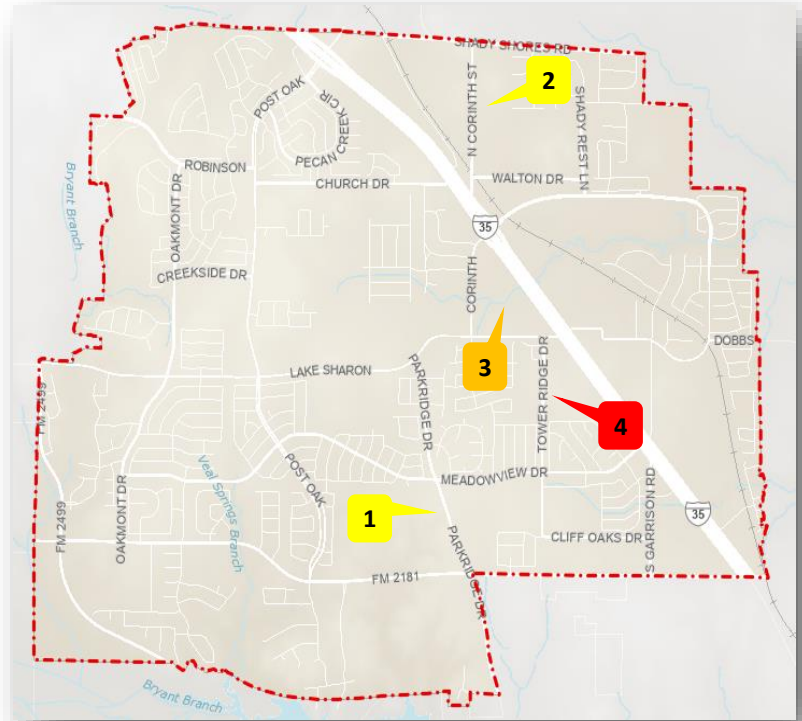 SHADY SHORES RD
2
POST OAK
N CORINTH ST
SHADY REST LN
PECAN CREEK CIR
ROBINSON
CHURCH DR
WALTON DR
Bryant Branch
OAKMONT DR
35
CREEKSIDE DR
CORINTH
3
DOBBS
LAKE SHARON
PARKRIDGE DR
TOWER RIDGE DR
4
FM 2499
MEADOWVIEW DR
POST OAK
Veal Springs Branch
OAKMONT DR
FM 2499
1
S GARRISON RD
35
PARKRIDGE DR
CLIFF OAKS DR
FM 2181
Bryant Branch